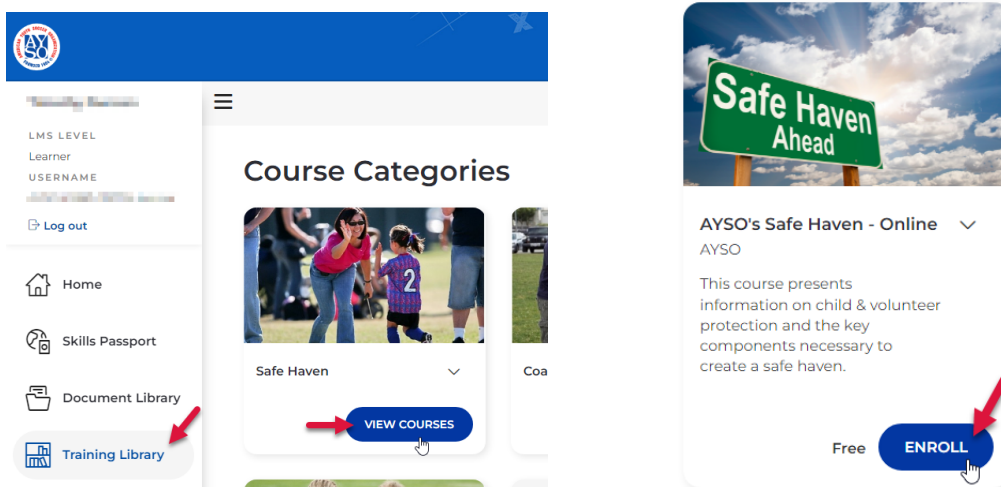 AYSO
LMS LEVEL
Learner
USERNAME
Log out
Home
Skills Passport
Document Library
Training Library
Course Categories
2
Safe Haven
VIEW COURSES
Coa
Safe Haven
Ahead
AYSO's Safe Haven - Online
AYSO
This course presents
information on child & volunteer
protection and the key
components necessary to
create a safe haven.
Free
ENROLL